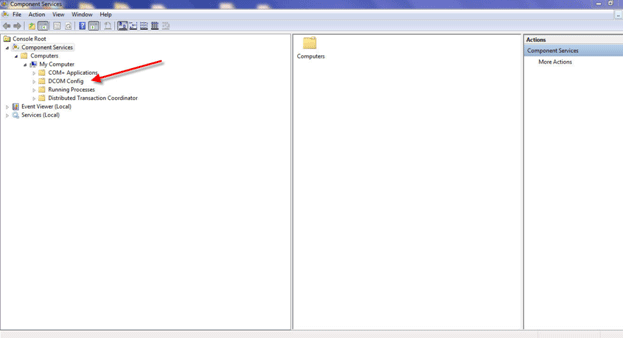 Component Services
File Action View Window Help
Console Root
Component Services
Computers
My Computer
COM+ Applications
DCOM Config
Running Processes
Distributed Transaction Coordinator
Event Viewer (Local)
Services (Local)
Computers
Actions
Component Services
More Actions